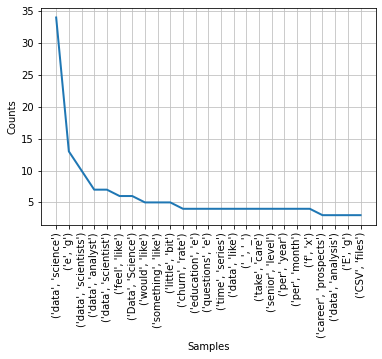 Counts
35
30
25
20
15
10
5
('data', 'science')
('e', 'g')
('data', 'scientists')
('data', 'analyst')
('data', 'scientist')
('feel', 'like')
('Data', 'Science')
('would', 'like')
('something', 'like')
('little', 'bit')
('churn', 'rate')
('education', 'e')
('questions', 'e')
('time', 'series')
('data', 'like')
('take', 'care')
('senior', 'level')
('per', 'year')
('per', 'month')
('f', 'x')
('career', 'prospects')
('data', 'analysis')
('E', 'g')
('CSV', 'files')
Samples